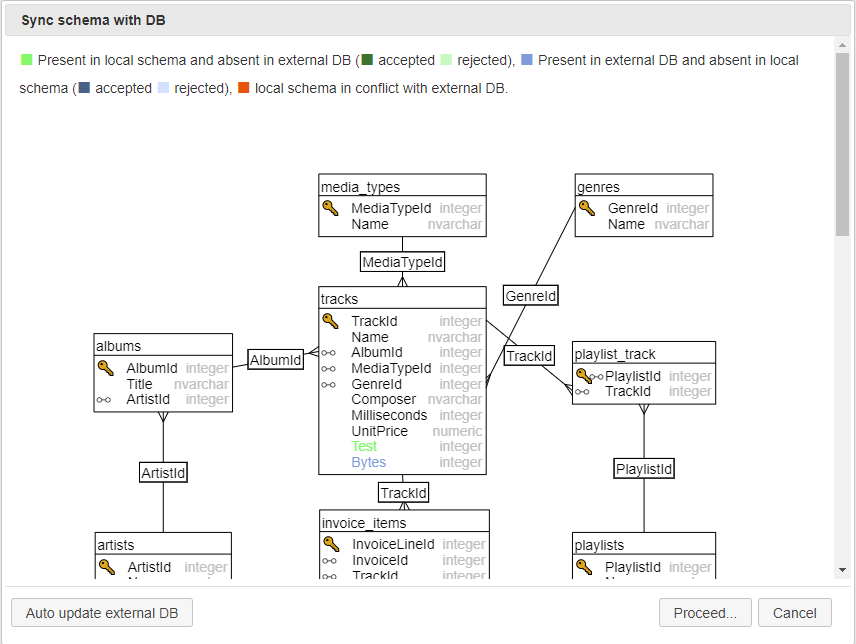 Sync schema with DB
Present in local schema and absent in external DB ( accepted rejected), Present in external DB and absent in local
schema ( accepted rejected), local schema in conflict with external DB.
media_types
MediaTypeId integer
Name nvarchar
genres
GenreId integer
Name nvarchar
MediaTypeId
GenreId
tracks
TrackId integer
Name nvarchar
AlbumId integer
MediaTypeId integer
GenreId integer
Composer nvarchar
Milliseconds integer
UnitPrice numeric
Test integer
Bytes integer
albums
AlbumId integer
Title nvarchar
ArtistId integer
AlbumId
TrackId
playlist_track
PlaylistId integer
TrackId integer
ArtistId
PlaylistId
TrackId
invoice_items
InvoiceLineId integer
InvoiceId integer
TrackId integer
artists
ArtistId integer
playlists
PlaylistId integer
Auto update external DB
Proceed...
Cancel